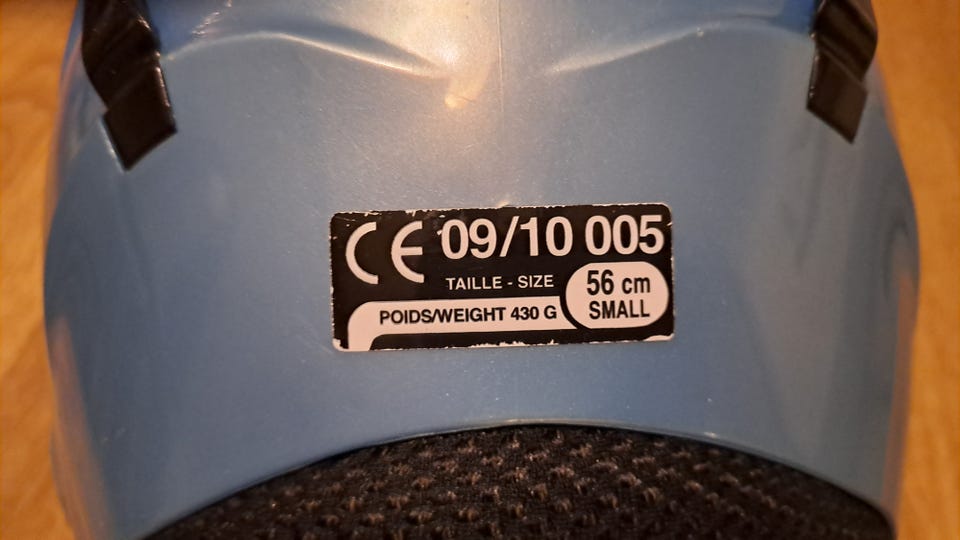 CE 09/10 005
TAILLE - SIZE
56 cm
SMALL
POIDS/WEIGHT 430 G